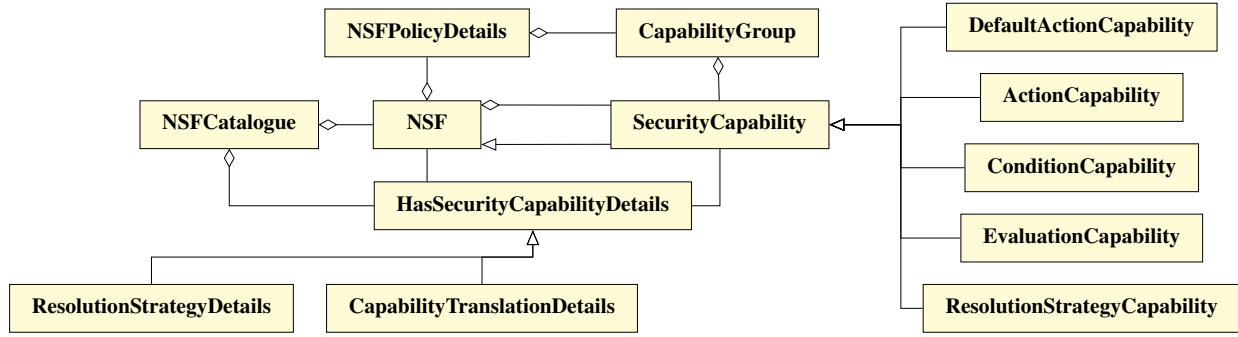 NSFPolicyDetails
CapabilityGroup
DefaultActionCapability
ActionCapability
NSFCatalogue
NSF
SecurityCapability
ConditionCapability
HasSecurityCapabilityDetails
EvaluationCapability
ResolutionStrategyDetails
CapabilityTranslationDetails
ResolutionStrategyCapability